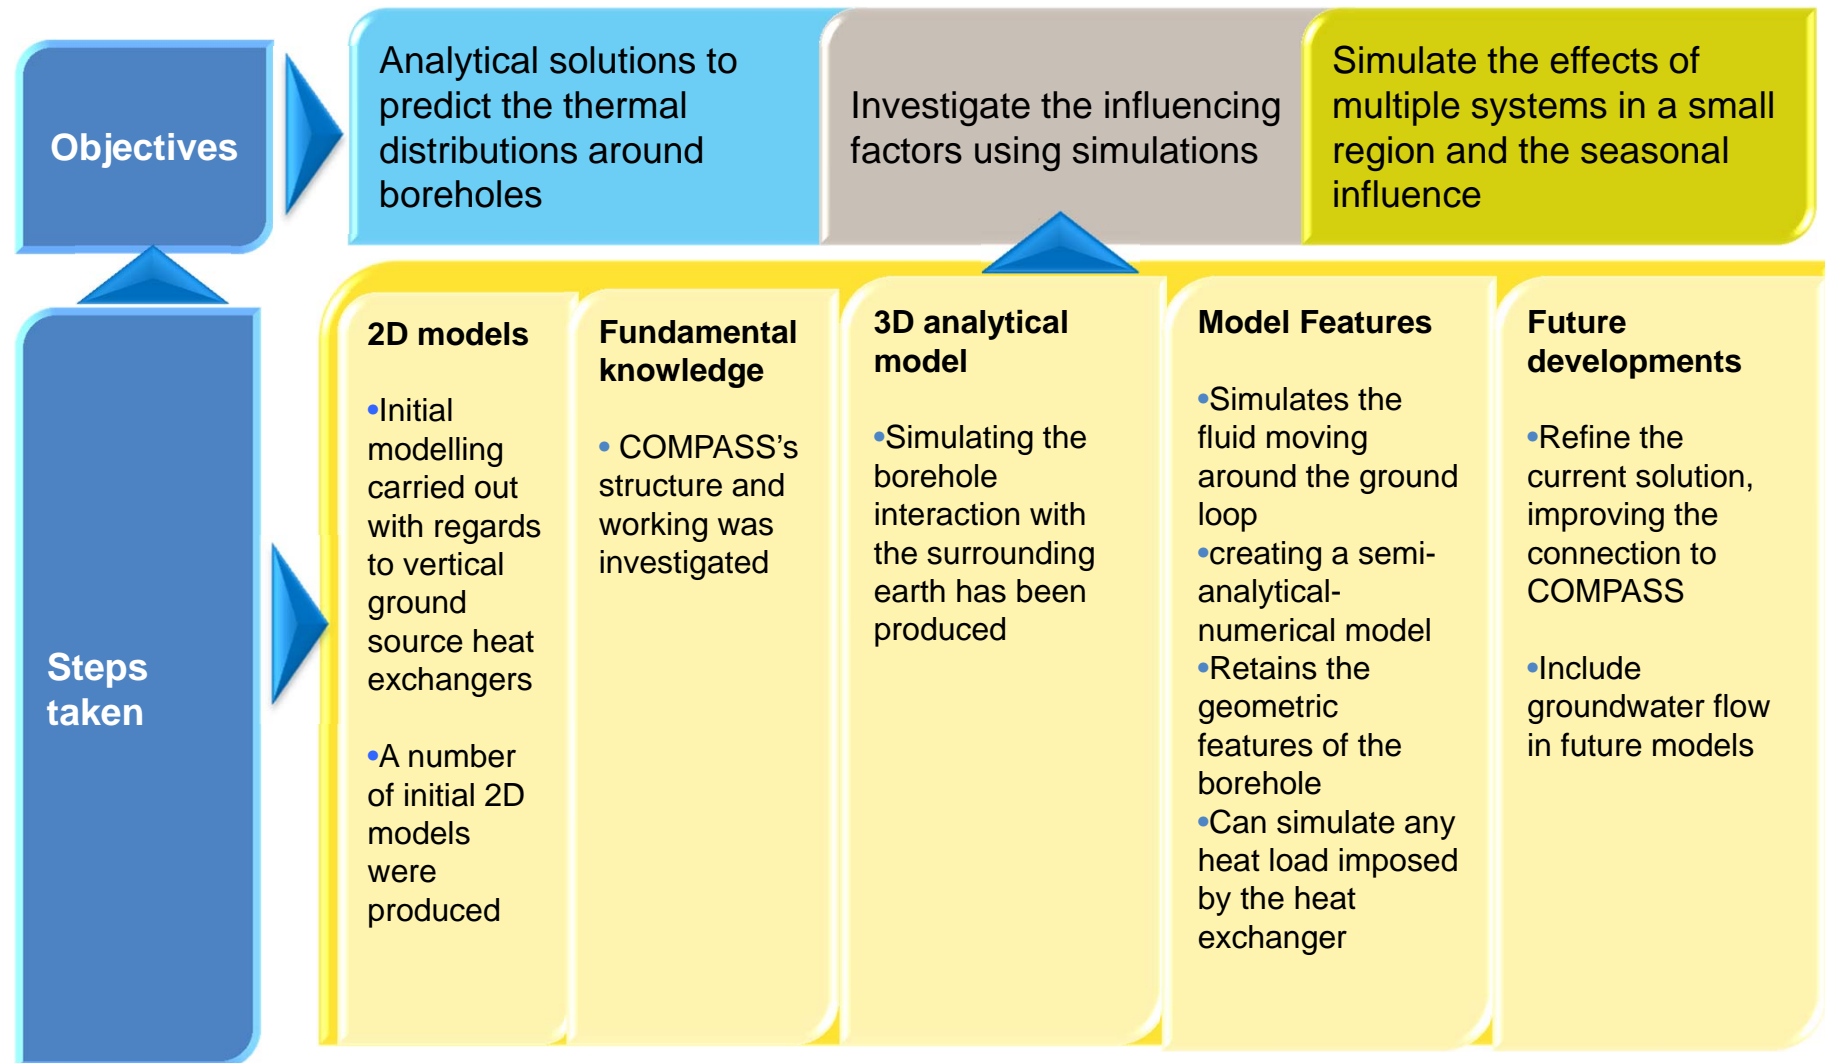 Objectives
Analytical solutions to
predict the thermal
distributions around
boreholes
Investigate the influencing
factors using simulations
Simulate the effects of
multiple systems in a small
region and the seasonal
influence
Steps
taken
2D models
•Initial
modelling
carried out
with regards
to vertical
ground
source heat
exchangers
•A number
of initial 2D
models
were
produced
Fundamental
knowledge
• COMPASS’s
structure and
working was
investigated
3D analytical
model
•Simulating the
borehole
interaction with
the surrounding
earth has been
produced
Model Features
•Simulates the
fluid moving
around the ground
loop
•creating a semi-
analytical-
numerical model
•Retains the
geometric
features of the
borehole
•Can simulate any
heat load imposed
by the heat
exchanger
Future
developments
•Refine the
current solution,
improving the
connection to
COMPASS
•Include
groundwater flow
in future models